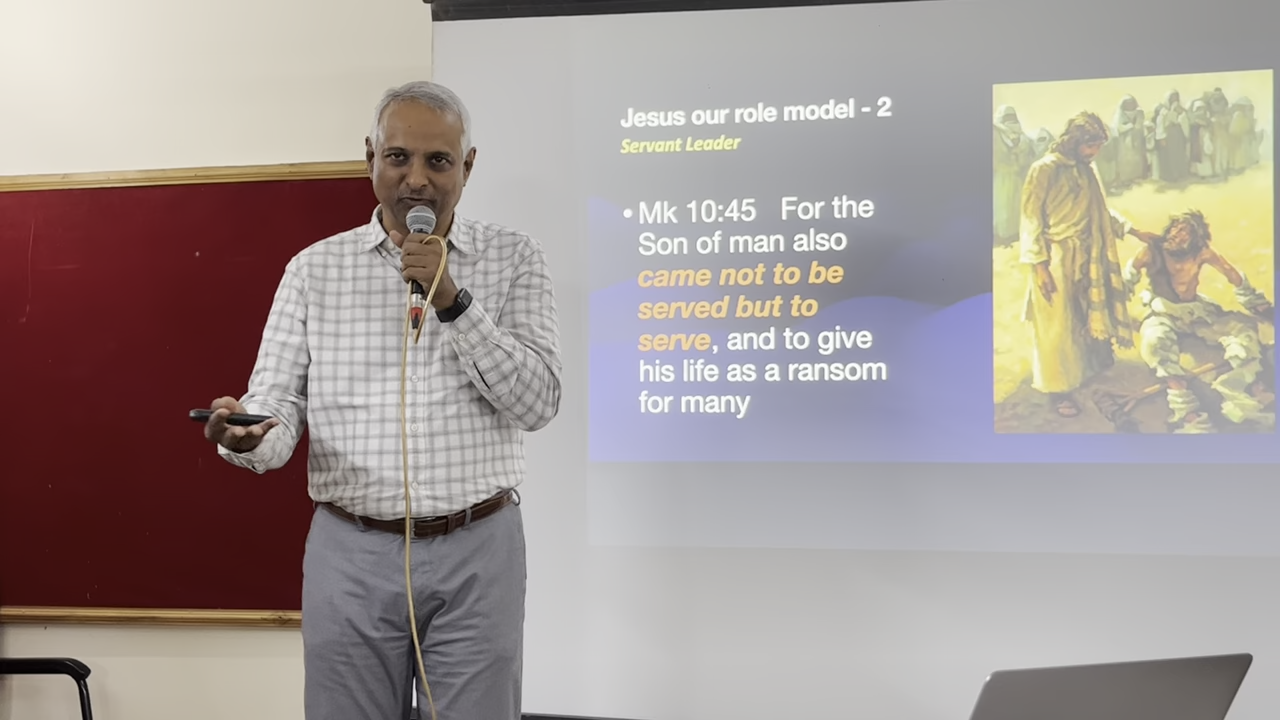 Jesus our role model - 2
Servant Leader
• Mk 10:45 For the
Son of man also
came not to be
served but to
serve, and to give
his life as a ransom
for many